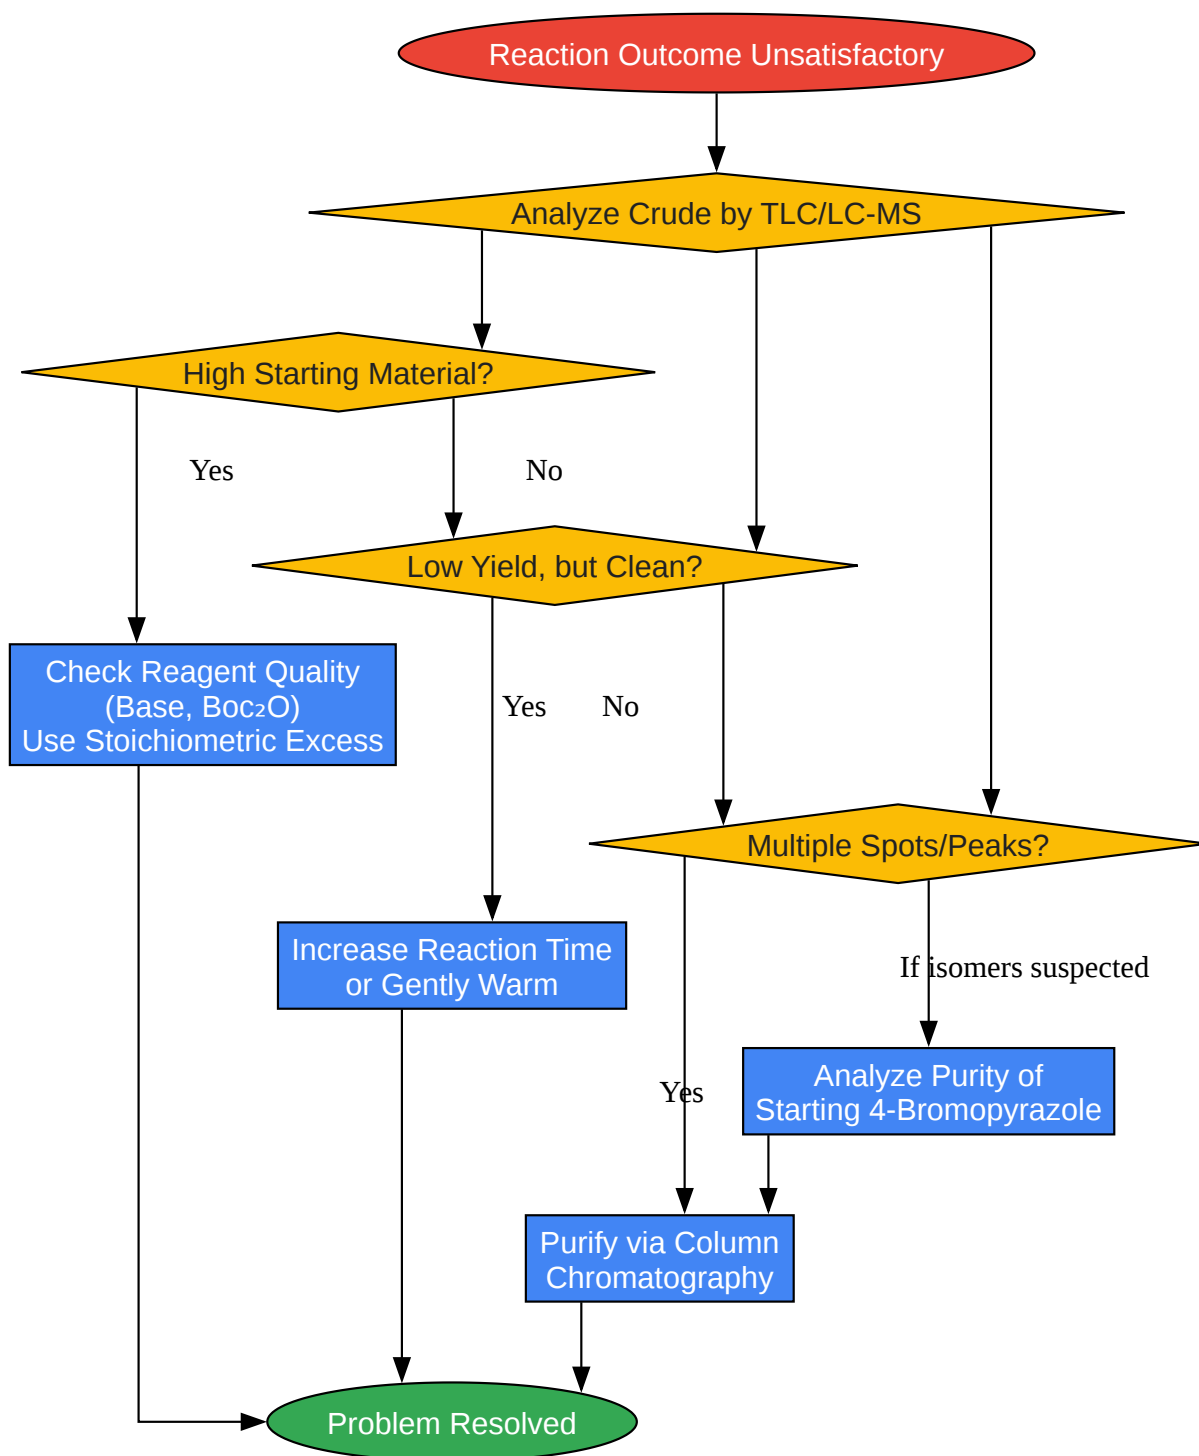 Reaction Outcome Unsatisfactory
Analyze Crude by TLC/LC-MS
High Starting Material?
Yes
No
Low Yield, but Clean?
Check Reagent Quality
(Base, Boc₂O)
Use Stoichiometric Excess
Yes
No
Multiple Spots/Peaks?
Increase Reaction Time
or Gently Warm
If isomers suspected
Analyze Purity of
Starting 4-Bromopyrazole
Yes
Purify via Column
Chromatography
Problem Resolved